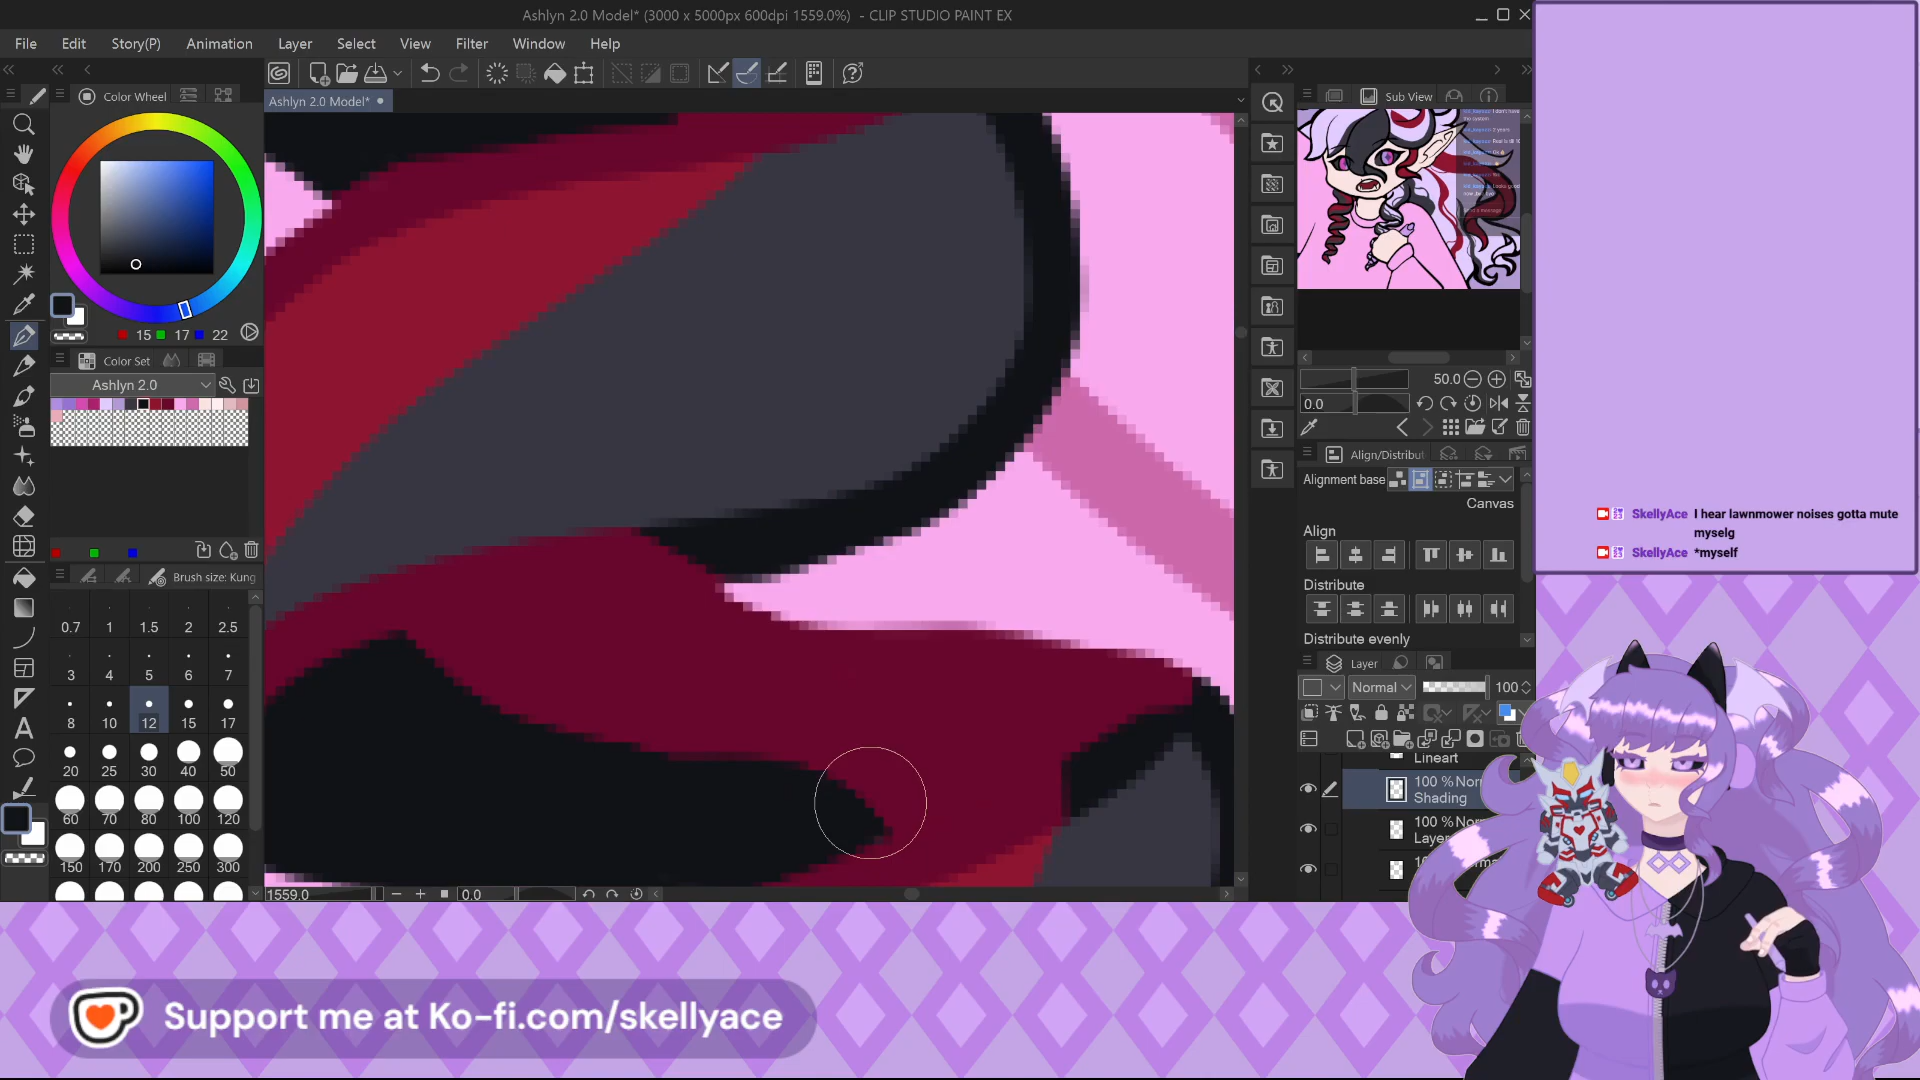 Ashlyn 2.0 Model* (3000 x 5000px 600dpi 1559.0%) - CLIP STUDIO PAINT EX
File Edit Story(P) Animation Layer Select View Filter Window Help
Ashlyn 2.0 Model*
Color Wheel
15 17 22
Color Set
Ashlyn 2.0
Brush size: Kung
0.7 1 1.5 2 2.5
3 4 5 6 7
8 10 12 15 17
20 25 30 40 50
60 70 80 100 120
150 170 200 250 300
1559.0 0.0
Sub View
50.0
0.0
Align/Distribut
Alignment base
Canvas
Align
Distribute
Distribute evenly
Layer
Normal 100
Lineart
100 % Nor
Shading
100 % Nor
Layer
SkellyAce I hear lawnmower noises gotta mute
myselg
SkellyAce *myself
Support me at Ko-fi.com/skellyace